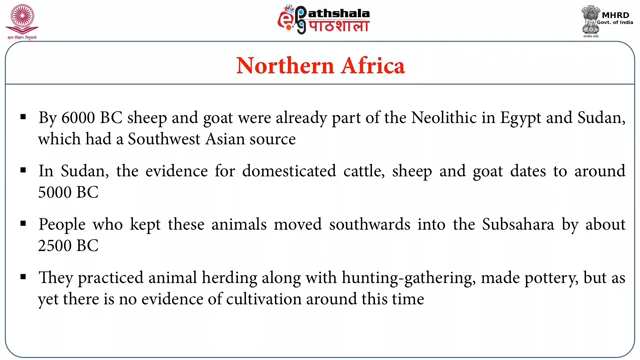 Pathshala
पाठशाला
MHRD
Govt. of India
Northern Africa
▪ By 6000 BC sheep and goat were already part of the Neolithic in Egypt and Sudan,
which had a Southwest Asian source
▪ In Sudan, the evidence for domesticated cattle, sheep and goat dates to around
5000 BC
▪ People who kept these animals moved southwards into the Subsahara by about
2500 BC
▪ They practiced animal herding along with hunting-gathering, made pottery, but as
yet there is no evidence of cultivation around this time